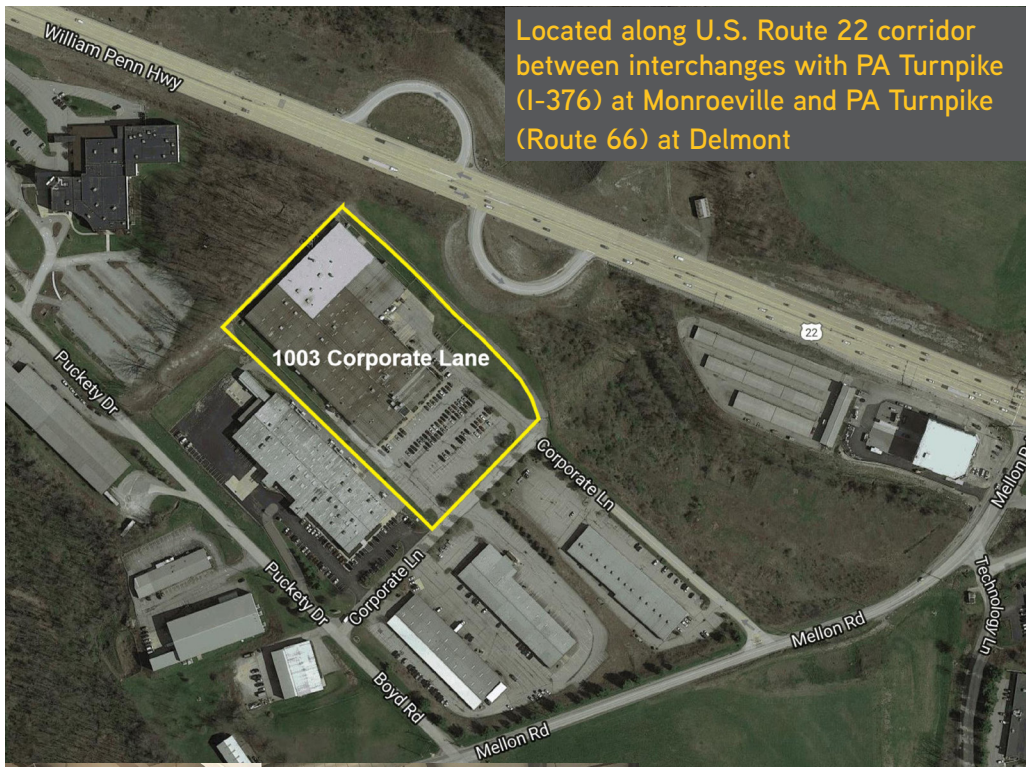 Located along U.S. Route 22 corridor
between interchanges with PA Turnpike
(I-376) at Monroeville and PA Turnpike
(Route 66) at Delmont
William Penn Hwy
22
1003 Corporate Lane
Puckety Dr
Corporate Ln
Mellon R
Puckety Dr
Corporate Ln
Technology Ln
Mellon Rd
Boyd Rd
Mellon Rd